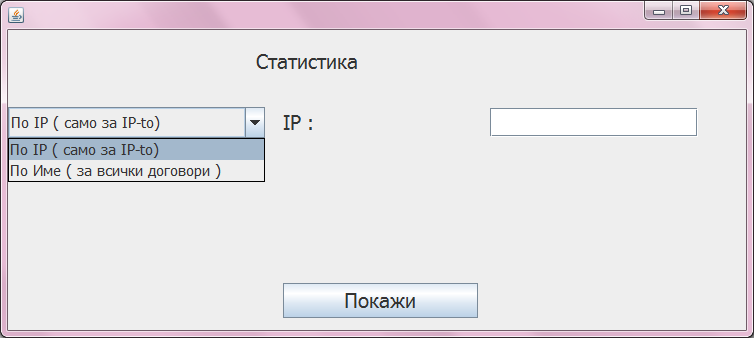 Статистика
По IP ( само за IP-to)
IP :
По IP ( само за IP-to)
По Име ( за всички договори )
Покажи